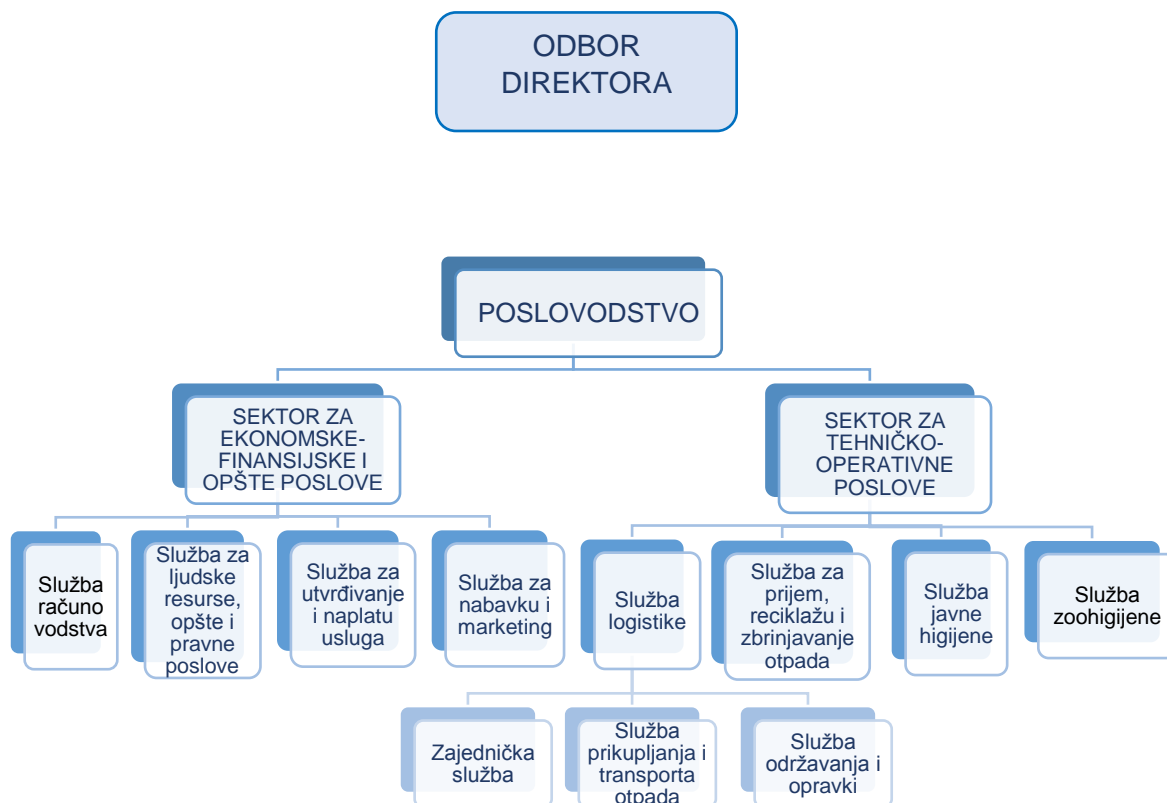 ODBOR
DIREKTORA
POSLOVODSTVO
SEKTOR ZA
EKONOMSKE-
FINANSIJSKE I
OPŠTE POSLOVE
SEKTOR ZA
TEHNIČKO-
OPERATIVNE
POSLOVE
Služba
računo
vodstva
Služba za
ljudske
resurse,
opšte i
pravne
poslove
Služba za
utvrđivanje
i naplatu
usluga
Služba za
nabavku i
marketing
Služba
logistike
Služba za
prijem,
reciklažu i
zbrinjavanje
otpada
Služba
javne
higijene
Služba
zoohigijene
Zajednička
služba
Služba
prikupljanja i
transporta
otpada
Služba
održavanja i
opravki